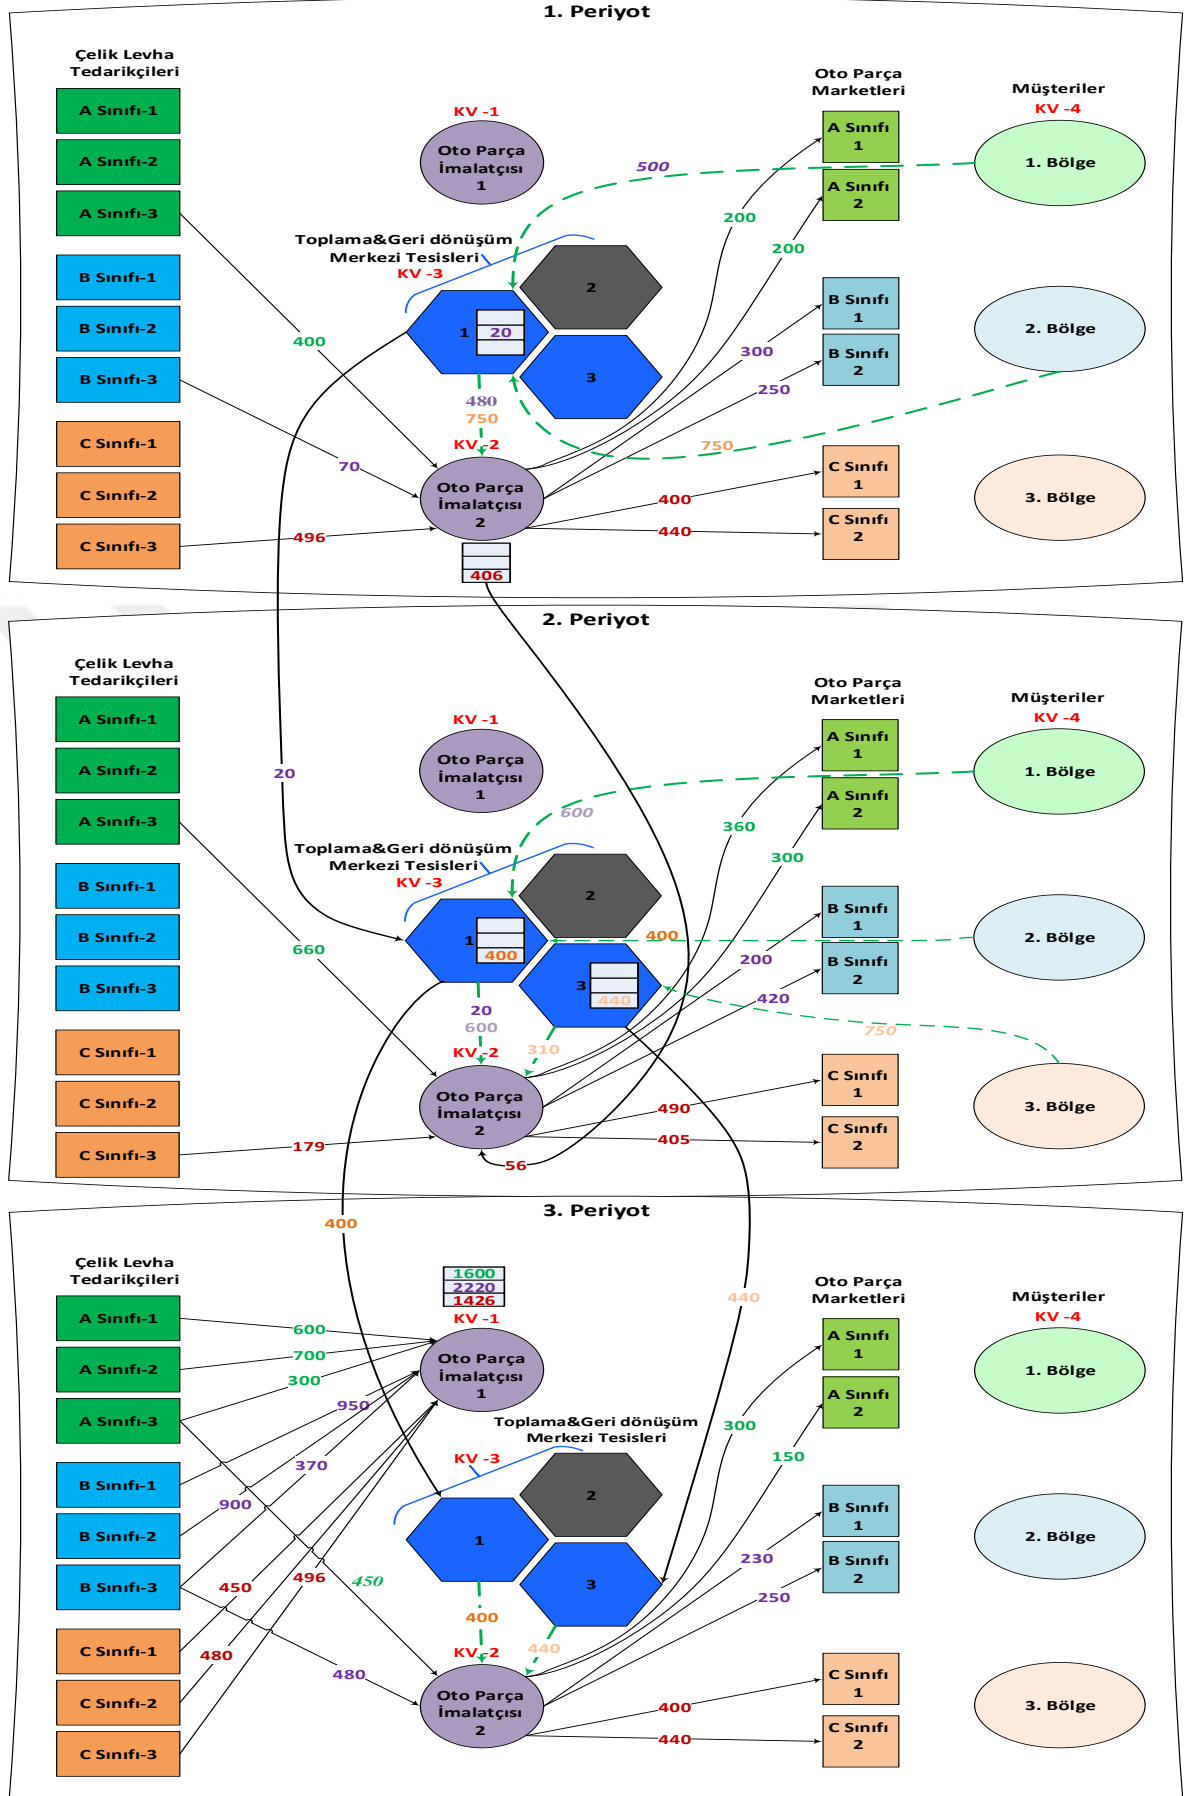 1. Periyot
Çelik Levha
Tedarikçileri
A Sınıfı-1
A Sınıfı-2
A Sınıfı-3
B Sınıfı-1
B Sınıfı-2
B Sınıfı-3
C Sınıfı-1
C Sınıfı-2
C Sınıfı-3
400
70
496
KV -1
Oto Parça
İmalatçısı
1
Toplama&Geri dönüşüm
Merkezi Tesisleri
KV -3
1
20
2
3
480
750
KV -2
Oto Parça
İmalatçısı
2
406
500
200
200
300
250
750
400
440
Oto Parça
Marketleri
A Sınıfı
1
A Sınıfı
2
B Sınıfı
1
B Sınıfı
2
C Sınıfı
1
C Sınıfı
2
Müşteriler
KV -4
1. Bölge
2. Bölge
3. Bölge
2. Periyot
Çelik Levha
Tedarikçileri
A Sınıfı-1
A Sınıfı-2
A Sınıfı-3
B Sınıfı-1
B Sınıfı-2
B Sınıfı-3
C Sınıfı-1
C Sınıfı-2
C Sınıfı-3
20
660
179
KV -1
Oto Parça
İmalatçısı
1
Toplama&Geri dönüşüm
Merkezi Tesisleri
KV -3
1
400
2
3
440
20
600
310
KV -2
Oto Parça
İmalatçısı
2
56
600
360
300
400
200
420
750
490
405
Oto Parça
Marketleri
A Sınıfı
1
A Sınıfı
2
B Sınıfı
1
B Sınıfı
2
C Sınıfı
1
C Sınıfı
2
Müşteriler
KV -4
1. Bölge
2. Bölge
3. Bölge
3. Periyot
400
440
Çelik Levha
Tedarikçileri
A Sınıfı-1
A Sınıfı-2
A Sınıfı-3
B Sınıfı-1
B Sınıfı-2
B Sınıfı-3
C Sınıfı-1
C Sınıfı-2
C Sınıfı-3
600
700
300
950
370
900
450
496
450
480
480
1600
2220
1426
KV -1
Oto Parça
İmalatçısı
1
Toplama&Geri dönüşüm
Merkezi Tesisleri
KV -3
1
2
3
400
440
KV -2
Oto Parça
İmalatçısı
2
300
150
230
250
400
440
Oto Parça
Marketleri
A Sınıfı
1
A Sınıfı
2
B Sınıfı
1
B Sınıfı
2
C Sınıfı
1
C Sınıfı
2
Müşteriler
KV -4
1. Bölge
2. Bölge
3. Bölge